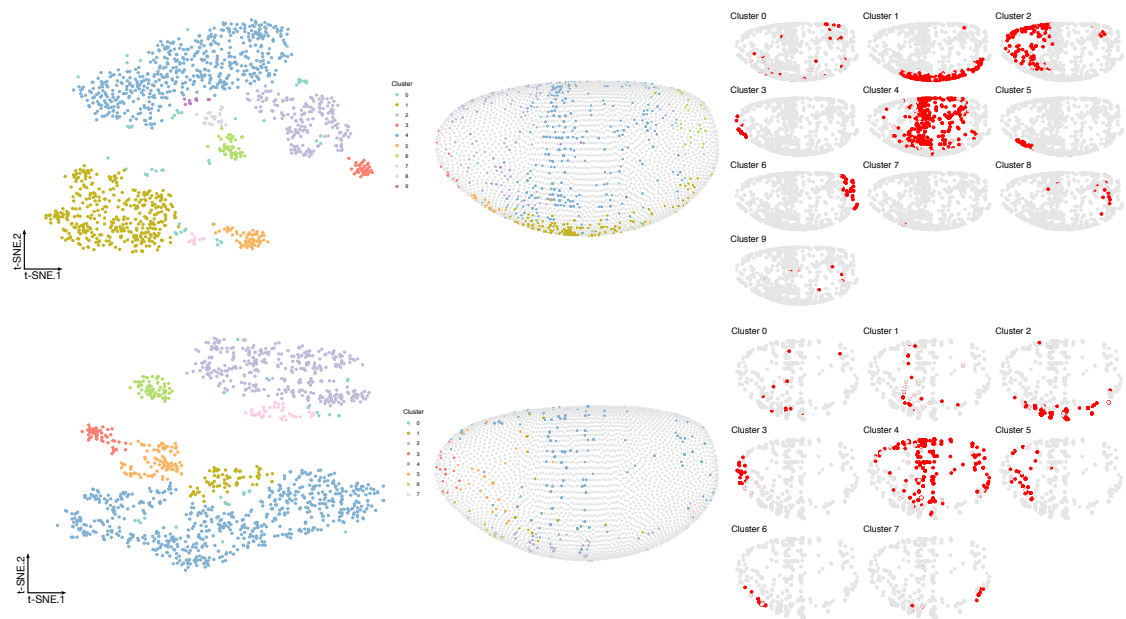 Cluster 0
Cluster 1
Cluster 2
Cluster
0
1
2
3
4
5
6
7
8
9
Cluster 3
Cluster 4
Cluster 5
Cluster 6
Cluster 7
Cluster 8
t-SNE.2
t-SNE.1
Cluster 9
Cluster 0
Cluster 1
Cluster 2
Cluster
0
1
2
3
4
5
6
7
Cluster 3
Cluster 4
Cluster 5
Cluster 6
Cluster 7
t-SNE.2
t-SNE.1